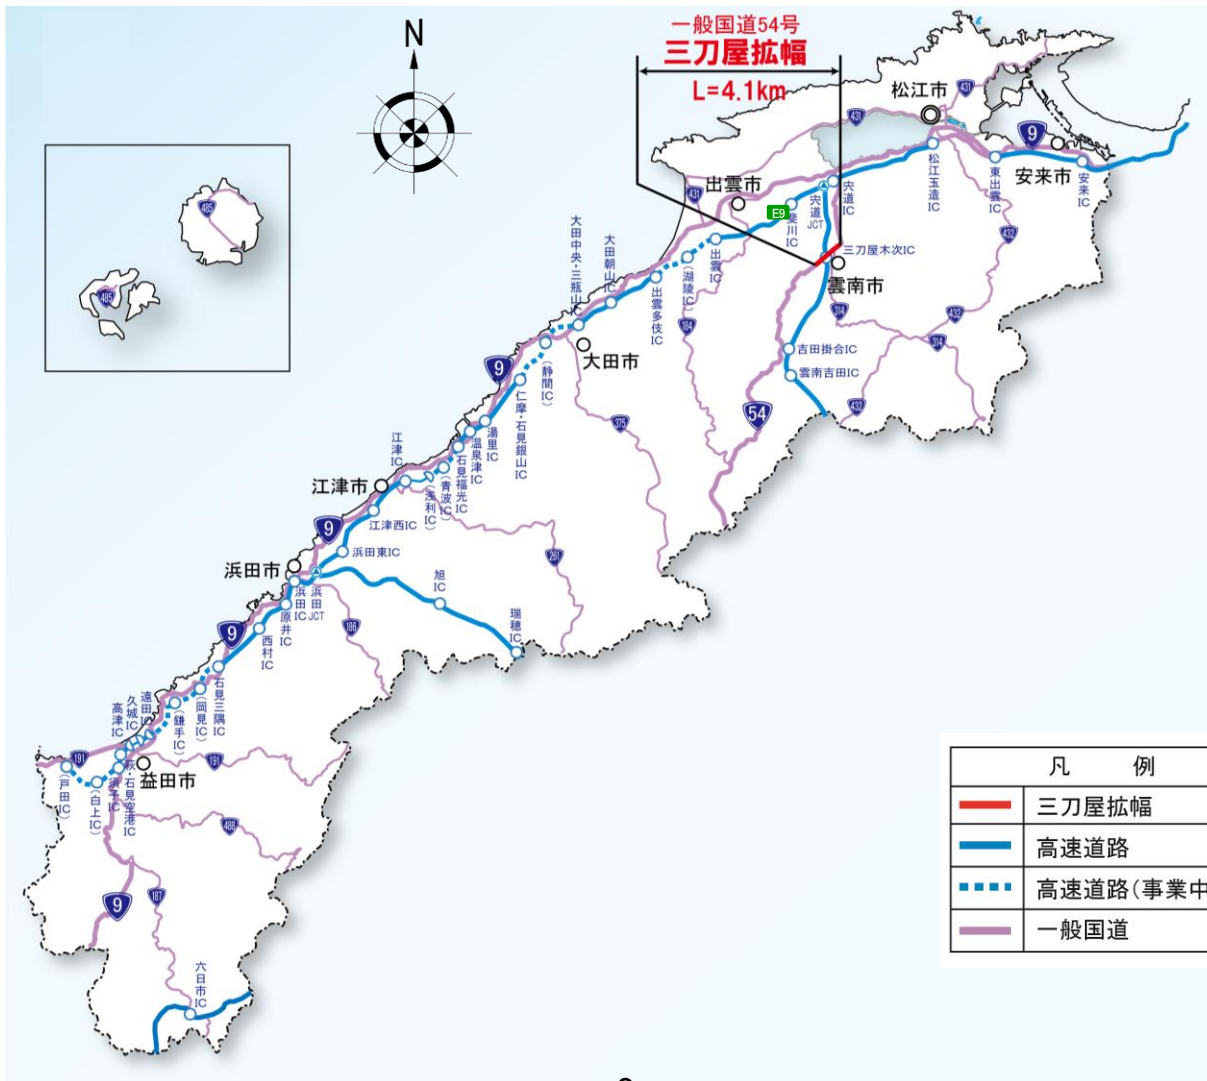 一般国道54号
三刀屋拡幅
L=4.1km
N
松江市
431
431
9
安来市
安来IC
東出雲IC
松江玉造IC
宍道IC
宍道JCT
斐川IC
E9
出雲市
431
出雲IC
(湖陵IC)
出雲多伎IC
大田朝山IC
大田中央・三瓶山IC
三刀屋木次IC
雲南市
432
314
432
314
432
184
吉田掛合IC
雲南吉田IC
54
485
485
大田市
(静間IC)
仁摩・石見銀山IC
9
湯里IC
温泉津IC
石見福光IC
(青波IC)
(浅利IC)
江津IC
江津市
江津西IC
375
261
9
浜田東IC
浜田市
浜田JCT
浜田IC
原井IC
旭IC
瑞穂IC
186
9
西村IC
石見三隅IC
(岡見IC)
(鎌手IC)
遠田IC
久城IC
高津IC
191
191
益田市
萩・石見空港IC
須子IC
(白上IC)
(戸田IC)
488
9
187
六日市IC
凡 例
三刀屋拡幅
高速道路
高速道路(事業中
一般国道